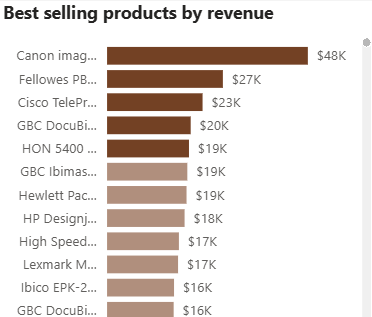 Best selling products by revenue
Canon imag... $48K
Fellowes PB... $27K
Cisco TelePr... $23K
GBC DocuBi... $20K
HON 5400 ... $19K
GBC Ibimas... $19K
Hewlett Pac... $19K
HP Designj... $18K
High Speed... $17K
Lexmark M... $17K
Ibico EPK-2... $16K
GBC DocuBi... $16K